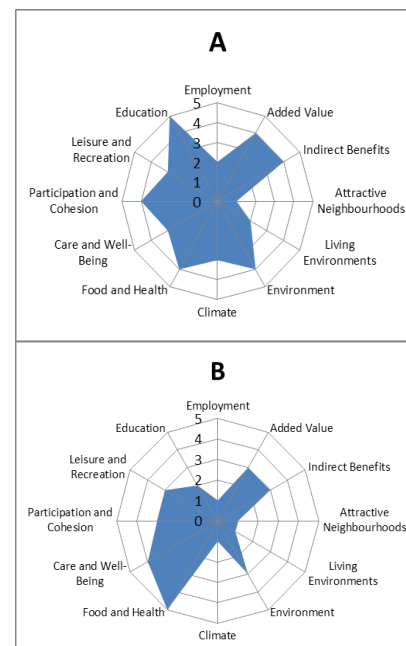 A
Employment
Education
Added Value
Leisure and
Recreation
Indirect Benefits
Participation and
Cohesion
Attractive
Neighbourhoods
Care and Well-
Being
Living
Environments
Food and Health
Environment
Climate
5
4
3
2
1
0
B
Employment
Education
Added Value
Leisure and
Recreation
Indirect Benefits
Participation and
Cohesion
Attractive
Neighbourhoods
Care and Well-
Being
Living
Environments
Food and Health
Environment
Climate
5
4
3
2
1
0